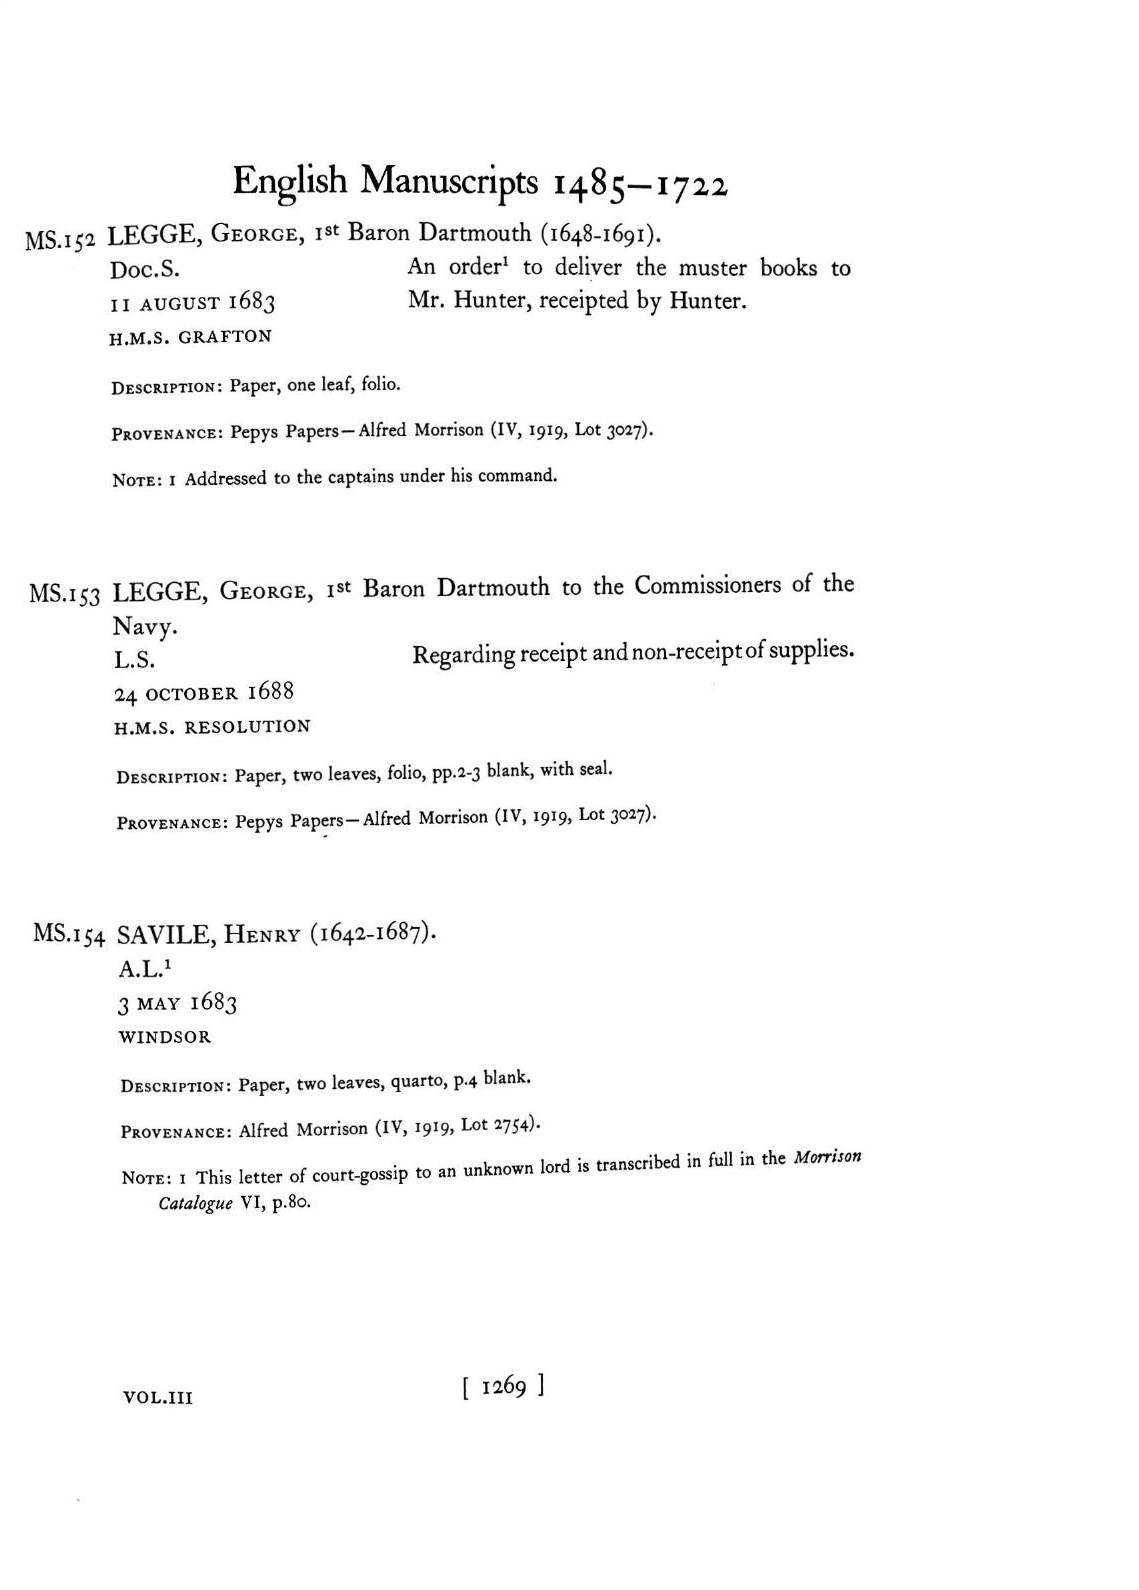 English Manuscripts 1485—1722
MS.152 LEGGE, GEORGE, 1st Baron Dartmouth (1648-1691).
Doc.S. An order¹ to deliver the muster books to
11 AUGUST 1683 Mr. Hunter, receipted by Hunter.
H.M.S. GRAFTON
DESCRIPTION: Paper, one leaf, folio.
PROVENANCE: Pepys Papers—Alfred Morrison (IV, 1919, Lot 3027).
NOTE: 1 Addressed to the captains under his command.
MS.153 LEGGE, GEORGE, 1st Baron Dartmouth to the Commissioners of the
Navy.
L.S. Regarding receipt and non-receipt of supplies.
24 OCTOBER 1688
H.M.S. RESOLUTION
DESCRIPTION: Paper, two leaves, folio, pp.2-3 blank, with seal.
PROVENANCE: Pepys Papers—Alfred Morrison (IV, 1919, Lot 3027).
MS.154 SAVILE, HENRY (1642-1687).
A.L.¹
3 MAY 1683
WINDSOR
DESCRIPTION: Paper, two leaves, quarto, p.4 blank.
PROVENANCE: Alfred Morrison (IV, 1919, Lot 2754).
NOTE: 1 This letter of court-gossip to an unknown lord is transcribed in full in the Morrison
Catalogue VI, p.80.
VOL.III [ 1269 ]